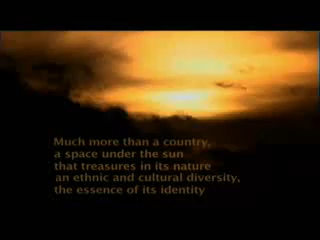 Much more than a country,
a space under the sun
that treasures in its nature
an ethnic and cultural diversity,
the essence of its identity